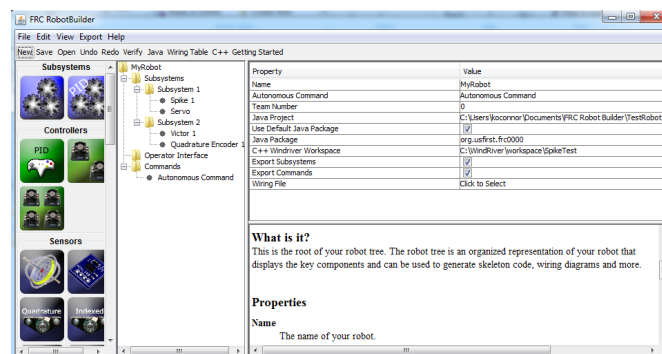 FRC RobotBuilder
File Edit View Export Help
New Save Open Undo Redo Verify Java Wiring Table C++ Getting Started
Subsystems
PID
Controllers
PID
Sensors
Quadrature
Indexed
MyRobot
Subsystems
Subsystem 1
Spike 1
Servo
Subsystem 2
Victor 1
Quadrature Encoder 1
Operator Interface
Commands
Autonomous Command
Property Value
Name MyRobot
Autonomous Command Autonomous Command
Team Number 0
Java Project C:\Users\koconnor\Documents\FRC Robot Builder\TestRobot
Use Default Java Package
Java Package org.usfirst.frc0000
C++ Windriver Workspace C:\WindRiver\workspace\SpikeTest
Export Subsystems
Export Commands
Wiring File Click to Select
What is it?
This is the root of your robot tree. The robot tree is an organized representation of your robot that
displays the key components and can be used to generate skeleton code, wiring diagrams and more.
Properties
Name
The name of your robot.